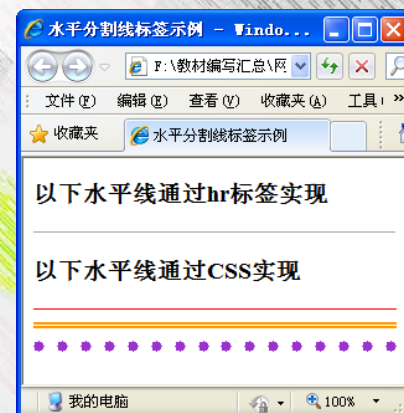 水平分割线标签示例 - Windo...
F:\教材编写汇总\网
文件(F) 编辑(E) 查看(V) 收藏夹(A) 工具( »
收藏夹 水平分割线标签示例
以下水平线通过hr标签实现
以下水平线通过CSS实现
我的电脑 100%